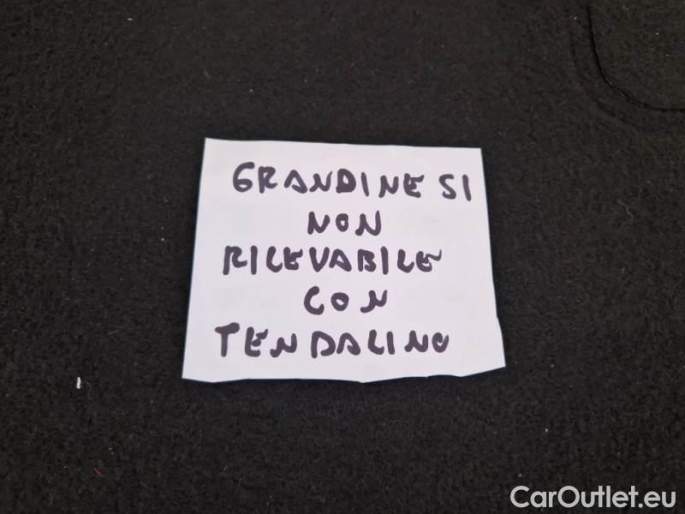 GRANDINE SI
NON
RILEVABILE
CON
TENDALINO
CarOutlet.eu